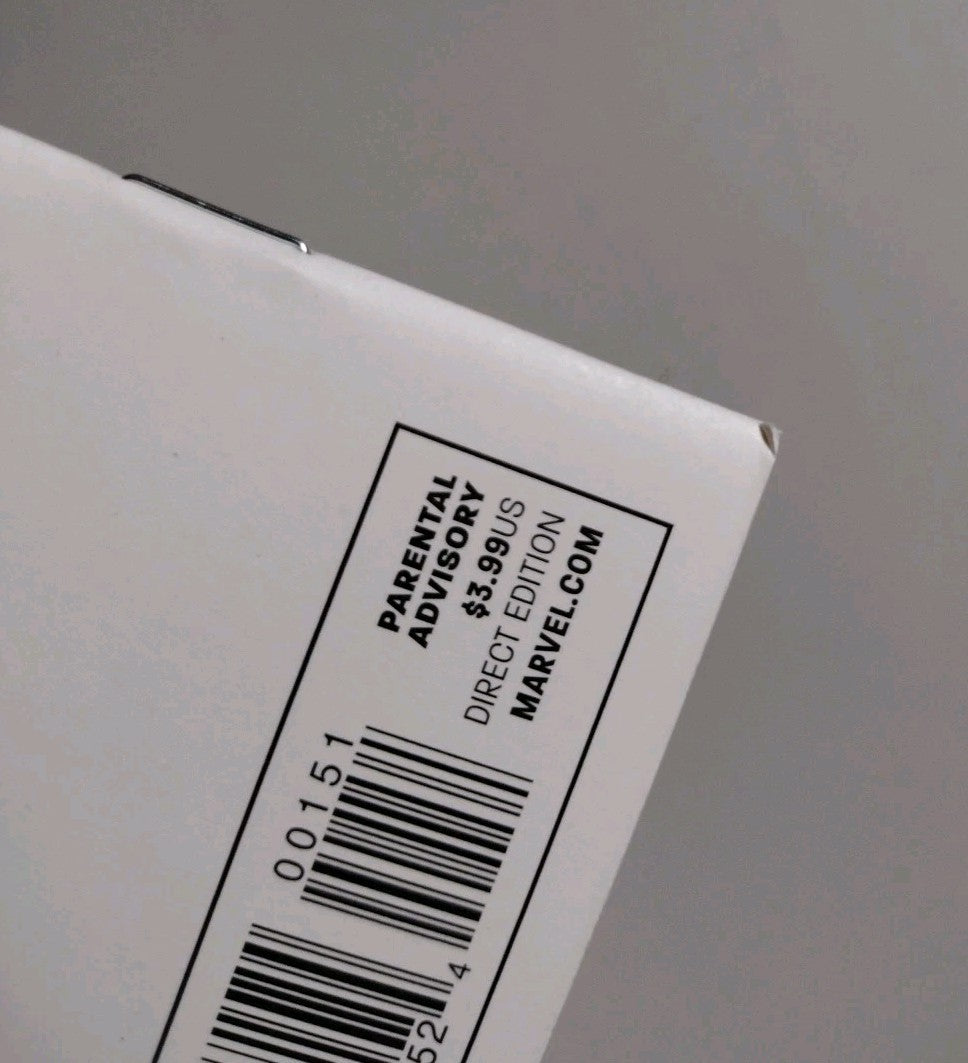 PARENTAL
ADVISORY
$3.99US
DIRECT EDITION
MARVEL.COM
00151
52
4